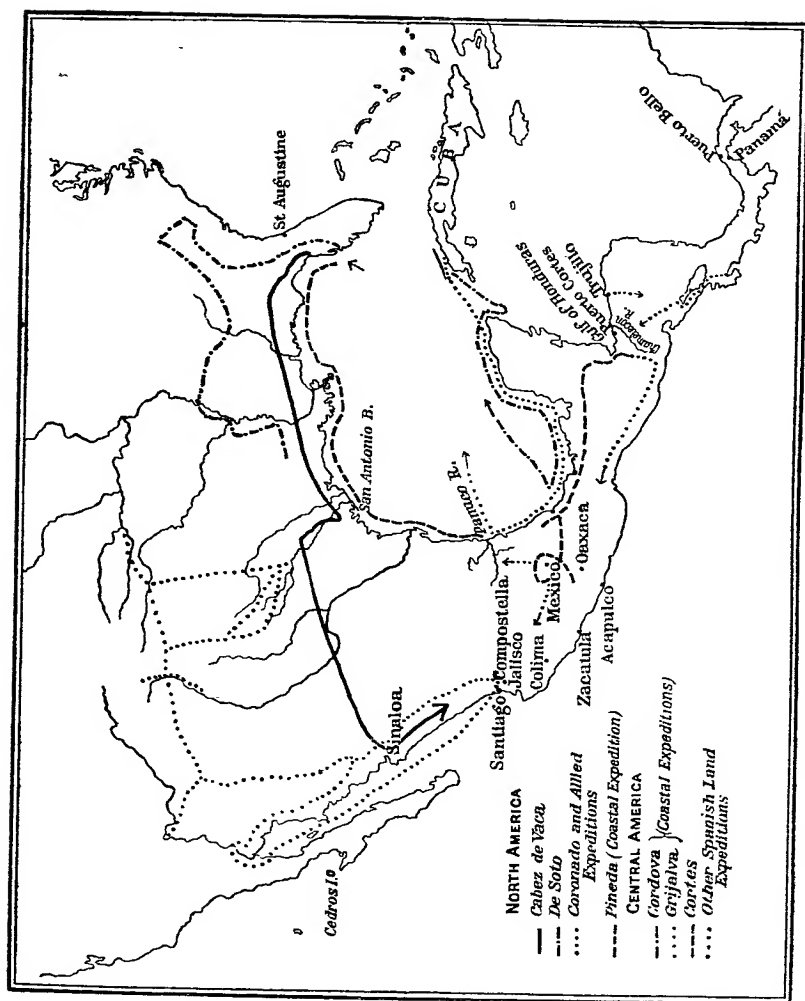 St Augustine
CUBA
Puerto Bello
Panamá
Gulf of Honduras
Puerto Cortes
Trujillo
Chamelecon R.
San Antonio B.
Panuco R.
Oaxaca
Mexico
Compostella
Jalisco
Colima
Zacatula
Acapulco
Santiago
Sinaloa
Cedros I.
NORTH AMERICA
Cabez de Vaca
De Soto
Coronado and Allied
Expeditions
Pineda (Coastal Expedition)
CENTRAL AMERICA
Cordova
Grijalva
(Coastal Expeditions)
Cortes
Other Spanish Land
Expeditions